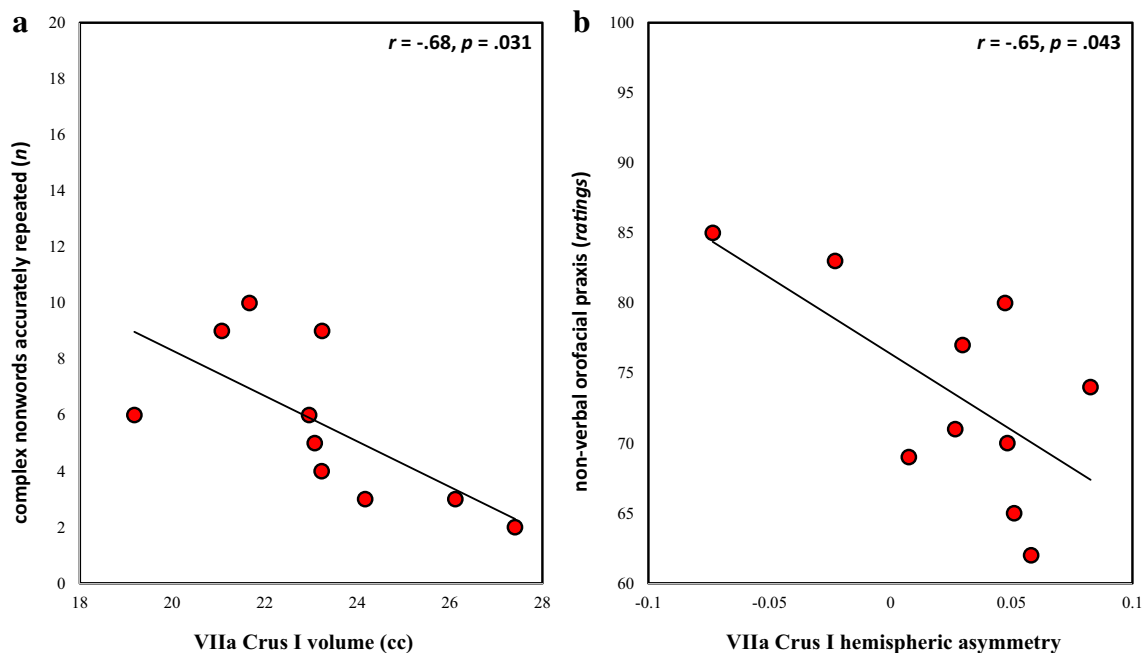 a
r = -.68, p = .031
complex nonwords accurately repeated (n)
20
18
16
14
12
10
8
6
4
2
0
18 20 22 24 26 28
VIIa Crus I volume (cc)
b
r = -.65, p = .043
non-verbal orofacial praxis (ratings)
100
95
90
85
80
75
70
65
60
-0.1 -0.05 0 0.05 0.1
VIIa Crus I hemispheric asymmetry